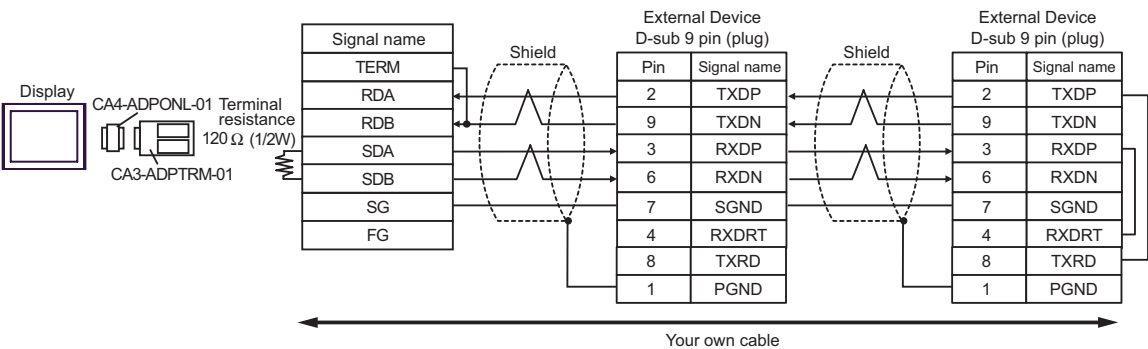 Display
CA4-ADPONL-01
CA3-ADPTRM-01
Terminal
resistance
120 Ω (1/2W)
Signal name
TERM
RDA
RDB
SDA
SDB
SG
FG
Shield
External Device
D-sub 9 pin (plug)
Pin Signal name
2 TXDP
9 TXDN
3 RXDP
6 RXDN
7 SGND
4 RXDRT
8 TXRD
1 PGND
Shield
External Device
D-sub 9 pin (plug)
Pin Signal name
2 TXDP
9 TXDN
3 RXDP
6 RXDN
7 SGND
4 RXDRT
8 TXRD
1 PGND
Your own cable